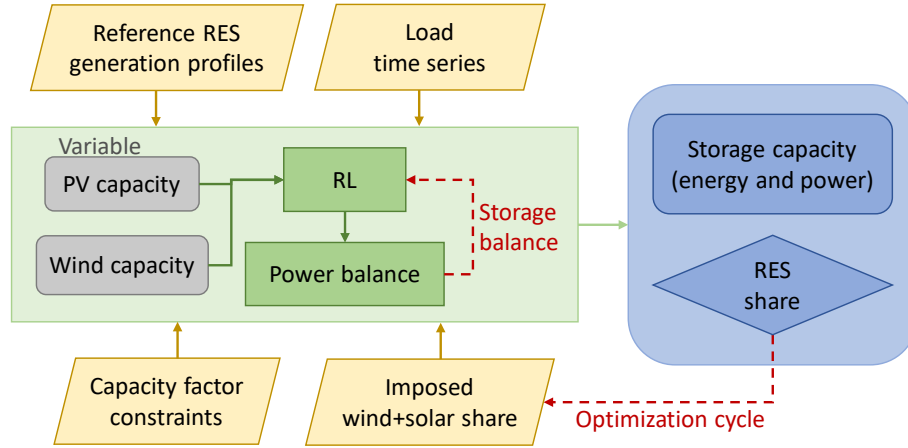 Reference RES
generation profiles
Load
time series
Variable
PV capacity
RL
Storage
balance
Wind capacity
Power balance
Storage capacity
(energy and power)
RES
share
Capacity factor
constraints
Imposed
wind+solar share
Optimization cycle